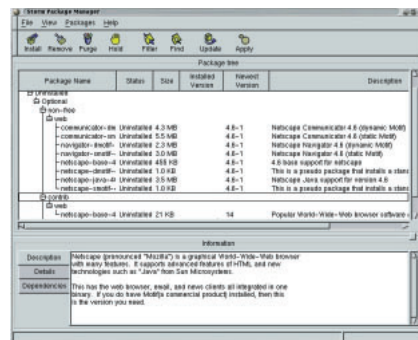 Storm Package Manager
File View Packages Help
Install Remove Purge Hold Filter Find Update Apply
Package tree
Package Name Status Size Installed Version Newest Version Description
Uninstalled
Optional
non-free
web
communicator-dm Uninstalled 4.3 MB 4.6-1 Netscape Communicator 4.6 (dynamic Motif)
communicator-sm Uninstalled 5.5 MB 4.6-1 Netscape Communicator 4.6 (static Motif)
navigator-dmotif- Uninstalled 2.3 MB 4.6-1 Netscape Navigator 4.6 (dynamic Motif)
navigator-smotif- Uninstalled 3.0 MB 4.6-1 Netscape Navigator 4.6 (static Motif)
netscape-base-4 Uninstalled 455 KB 4.6-1 4.6 base support for netscape
netscape-dmotif- Uninstalled 1.0 KB 4.6-1 This is a pseudo package that installs a stand
netscape-java-4 Uninstalled 3.5 MB 4.6-1 Netscape Java support for version 4.6
netscape-smotif- Uninstalled 1.0 KB 4.6-1 This is a pseudo package that installs a stand
contrib
web
netscape-base-4 Uninstalled 21 KB 14 Popular World-Wide-Web browser software
Information
Description
Details
Dependencies
Netscape (pronounced "Mozilla") is a graphical World-Wide-Web browser
with many features. It supports advanced features of HTML, and new
technologies such as "Java" from Sun Microsystems.
This has the web browser, email, and news clients all integrated in one
binary. If you do have Motif(a commercial product) installed, then this
is the version you need.